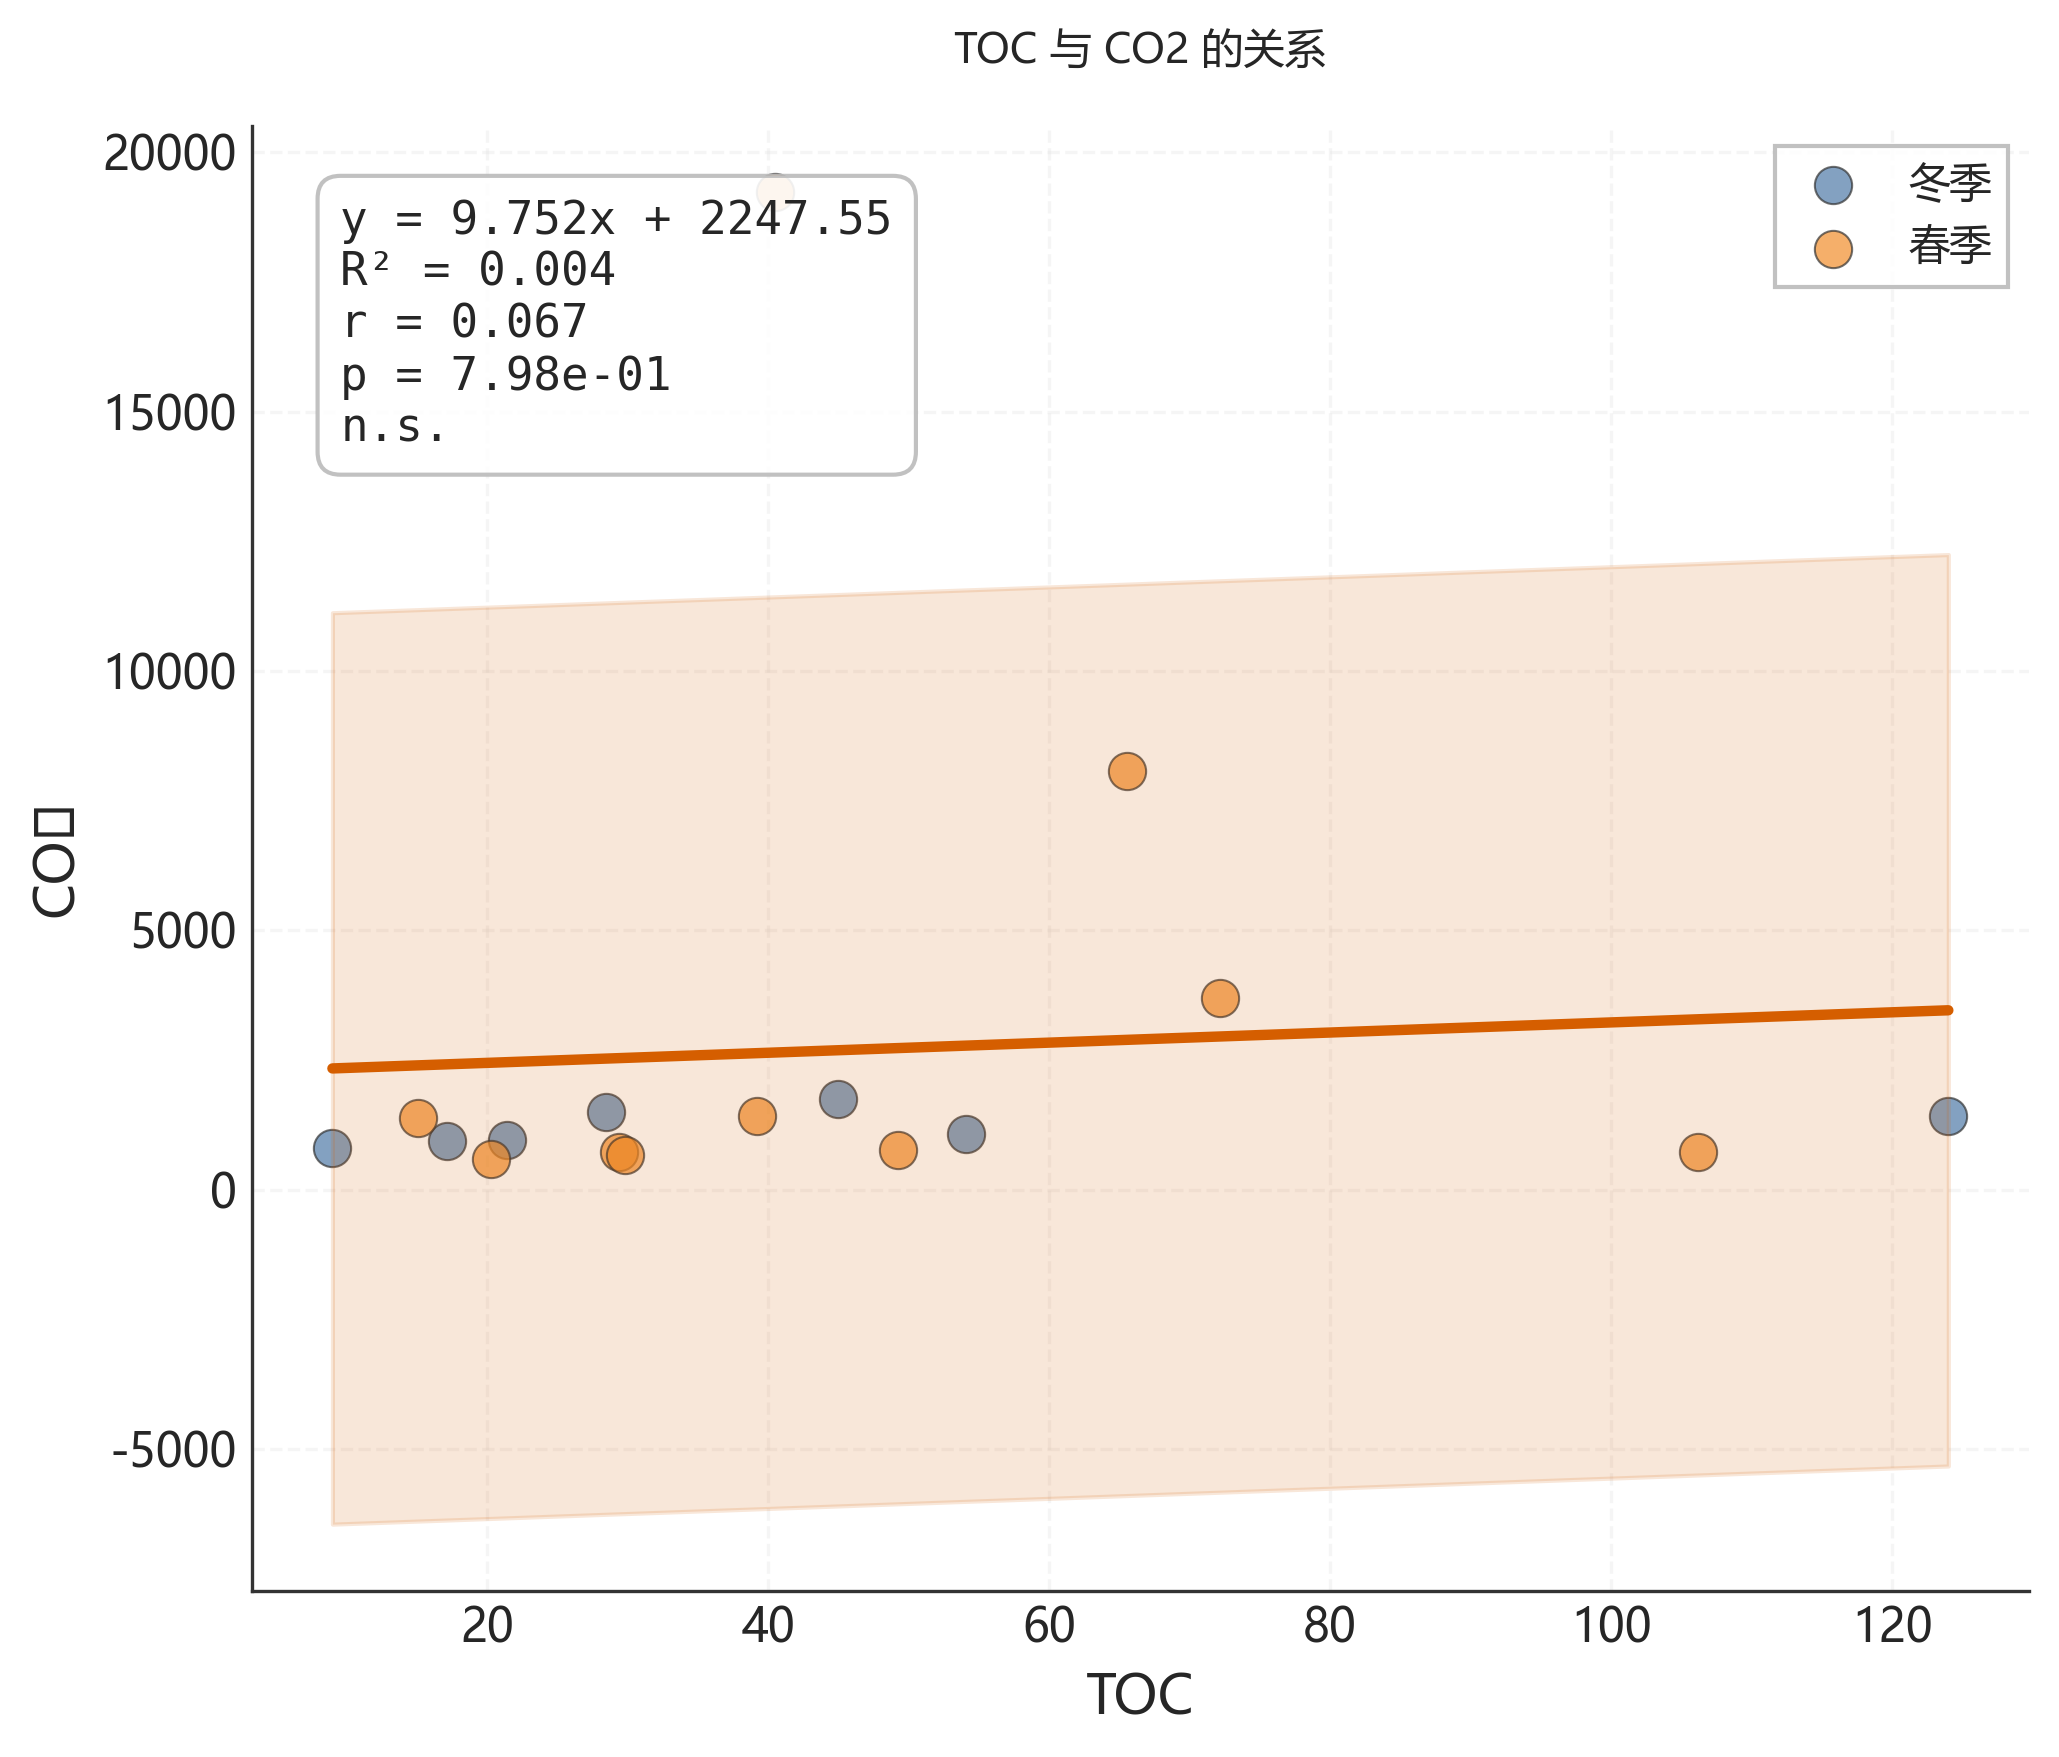 TOC 与 CO2 的关系
20000
15000
10000
5000
0
-5000
CO□
y = 9.752x + 2247.55
R² = 0.004
r = 0.067
p = 7.98e-01
n.s.
冬季
春季
20 40 60 80 100 120
TOC